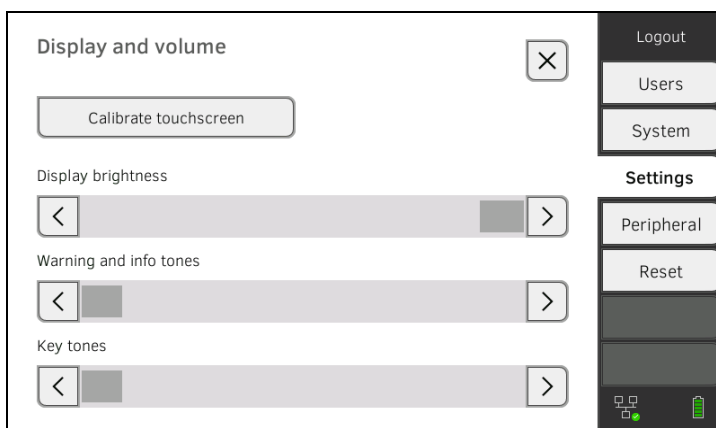 Display and volume
Calibrate touchscreen
Display brightness
Warning and info tones
Key tones
Logout
Users
System
Settings
Peripheral
Reset